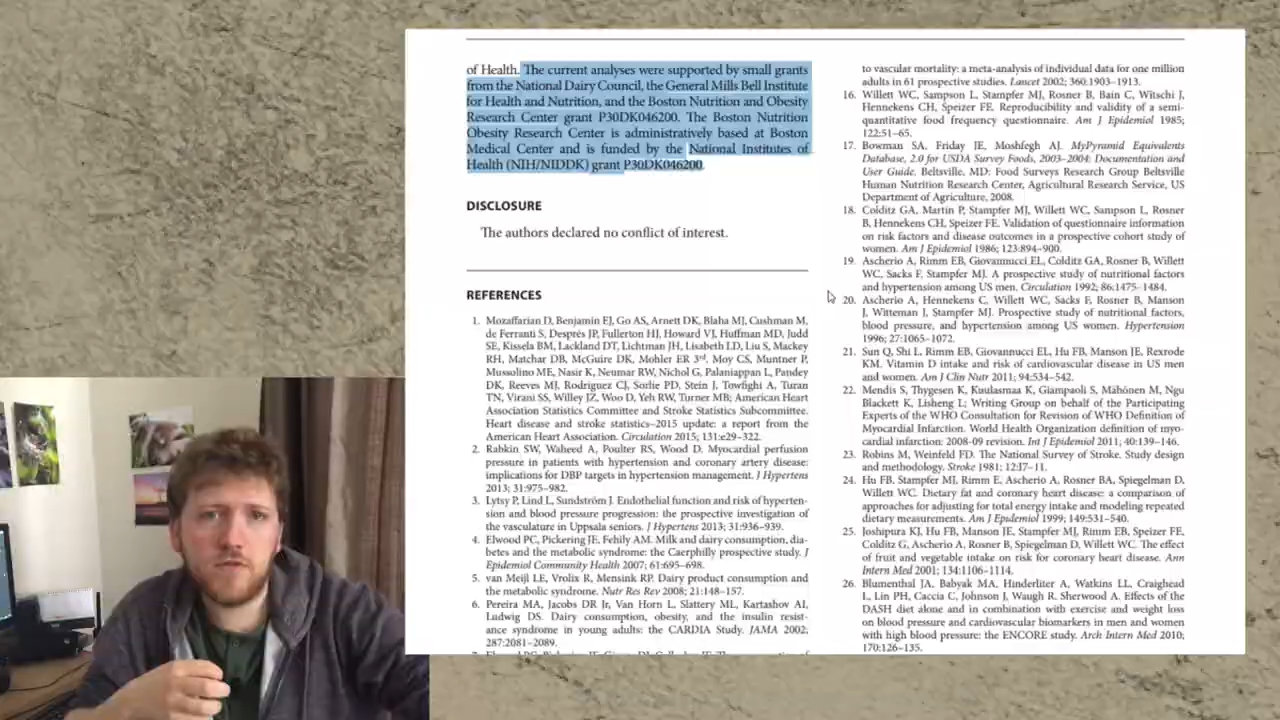 of Health. The current analyses were supported by small grants
from the National Dairy Council, the General Mills Bell Institute
for Health and Nutrition, and the Boston Nutrition and Obesity
Research Center grant P30DK046200. The Boston Nutrition
Obesity Research Center is administratively based at Boston
Medical Center and is funded by the National Institutes of
Health (NIH/NIDDK) grant P30DK046200.
DISCLOSURE
The authors declared no conflict of interest.
REFERENCES
1. Mozaffarian D, Benjamin EJ, Go AS, Arnett DK, Blaha MJ, Cushman M,
de Ferranti S, Després JP, Fullerton HJ, Howard VJ, Huffman MD, Judd
SE, Kissela BM, Lackland DT, Lichtman JH, Lisabeth LD, Liu S, Mackey
RH, Matchar DB, McGuire DK, Mohler ER 3rd, Moy CS, Muntner P,
Mussolino ME, Nasir K, Neumar RW, Nichol G, Palaniappan L, Pandey
DK, Reeves MJ, Rodriguez CJ, Sorlie PD, Stein J, Towfighi A, Turan
TN, Virani SS, Willey JZ, Woo D, Yeh RW, Turner MB; American Heart
Association Statistics Committee and Stroke Statistics Subcommittee.
Heart disease and stroke statistics–2015 update: a report from the
American Heart Association. Circulation 2015; 131:e29–322.
2. Rabkin SW, Waheed A, Poulter RS, Wood D. Myocardial perfusion
pressure in patients with hypertension and coronary artery disease:
implications for DBP targets in hypertension management. J Hypertens
2013; 31:975–982.
3. Lytsy P, Lind L, Sundström J. Endothelial function and risk of hyperten-
sion and blood pressure progression: the prospective investigation of
the vasculature in Uppsala seniors. J Hypertens 2013; 31:936–939.
4. Elwood PC, Pickering JE, Fehily AM. Milk and dairy consumption, dia-
betes and the metabolic syndrome: the Caerphilly prospective study. J
Epidemiol Community Health 2007; 61:695–698.
5. van Meijl LE, Vrolix R, Mensink RP. Dairy product consumption and
the metabolic syndrome. Nutr Res Rev 2008; 21:148–157.
6. Pereira MA, Jacobs DR Jr, Van Horn L, Slattery ML, Kartashov AI,
Ludwig DS. Dairy consumption, obesity, and the insulin resist-
ance syndrome in young adults: the CARDIA Study. JAMA 2002;
287:2081–2089.
to vascular mortality: a meta-analysis of individual data for one million
adults in 61 prospective studies. Lancet 2002; 360:1903–1913.
16. Willett WC, Sampson L, Stampfer MJ, Rosner B, Bain C, Witschi J,
Hennekens CH, Speizer FE. Reproducibility and validity of a semi-
quantitative food frequency questionnaire. Am J Epidemiol 1985;
122:51–65.
17. Bowman SA, Friday JE, Moshfegh AJ. MyPyramid Equivalents
Database, 2.0 for USDA Survey Foods, 2003–2004: Documentation and
User Guide. Beltsville, MD: Food Surveys Research Group Beltsville
Human Nutrition Research Center, Agricultural Research Service, US
Department of Agriculture, 2008.
18. Colditz GA, Martin P, Stampfer MJ, Willett WC, Sampson L, Rosner
B, Hennekens CH, Speizer FE. Validation of questionnaire information
on risk factors and disease outcomes in a prospective cohort study of
women. Am J Epidemiol 1986; 123:894–900.
19. Ascherio A, Rimm EB, Giovannucci EL, Colditz GA, Rosner B, Willett
WC, Sacks F, Stampfer MJ. A prospective study of nutritional factors
and hypertension among US men. Circulation 1992; 86:1475–1484.
20. Ascherio A, Hennekens C, Willett WC, Sacks F, Rosner B, Manson
J, Witteman J, Stampfer MJ. Prospective study of nutritional factors,
blood pressure, and hypertension among US women. Hypertension
1996; 27:1065–1072.
21. Sun Q, Shi L, Rimm EB, Giovannucci EL, Hu FB, Manson JE, Rexrode
KM. Vitamin D intake and risk of cardiovascular disease in US men
and women. Am J Clin Nutr 2011; 94:534–542.
22. Mendis S, Thygesen K, Kuulasmaa K, Giampaoli S, Mähönen M, Ngu
Blackett K, Lisheng L; Writing Group on behalf of the Participating
Experts of the WHO Consultation for Revision of WHO Definition of
Myocardial Infarction. World Health Organization definition of myo-
cardial infarction: 2008-09 revision. Int J Epidemiol 2011; 40:139–146.
23. Robins M, Weinfeld FD. The National Survey of Stroke. Study design
and methodology. Stroke 1981; 12:I7–11.
24. Hu FB, Stampfer MJ, Rimm E, Ascherio A, Rosner BA, Spiegelman D,
Willett WC. Dietary fat and coronary heart disease: a comparison of
approaches for adjusting for total energy intake and modeling repeated
dietary measurements. Am J Epidemiol 1999; 149:531–540.
25. Joshipura KJ, Hu FB, Manson JE, Stampfer MJ, Rimm EB, Speizer FE,
Colditz G, Ascherio A, Rosner B, Spiegelman D, Willett WC. The effect
of fruit and vegetable intake on risk for coronary heart disease. Ann
Intern Med 2001; 134:1106–1114.
26. Blumenthal JA, Babyak MA, Hinderliter A, Watkins LL, Craighead
L, Lin PH, Caccia C, Johnson J, Waugh R, Sherwood A. Effects of the
DASH diet alone and in combination with exercise and weight loss
on blood pressure and cardiovascular biomarkers in men and women
with high blood pressure: the ENCORE study. Arch Intern Med 2010;
170:126–135.